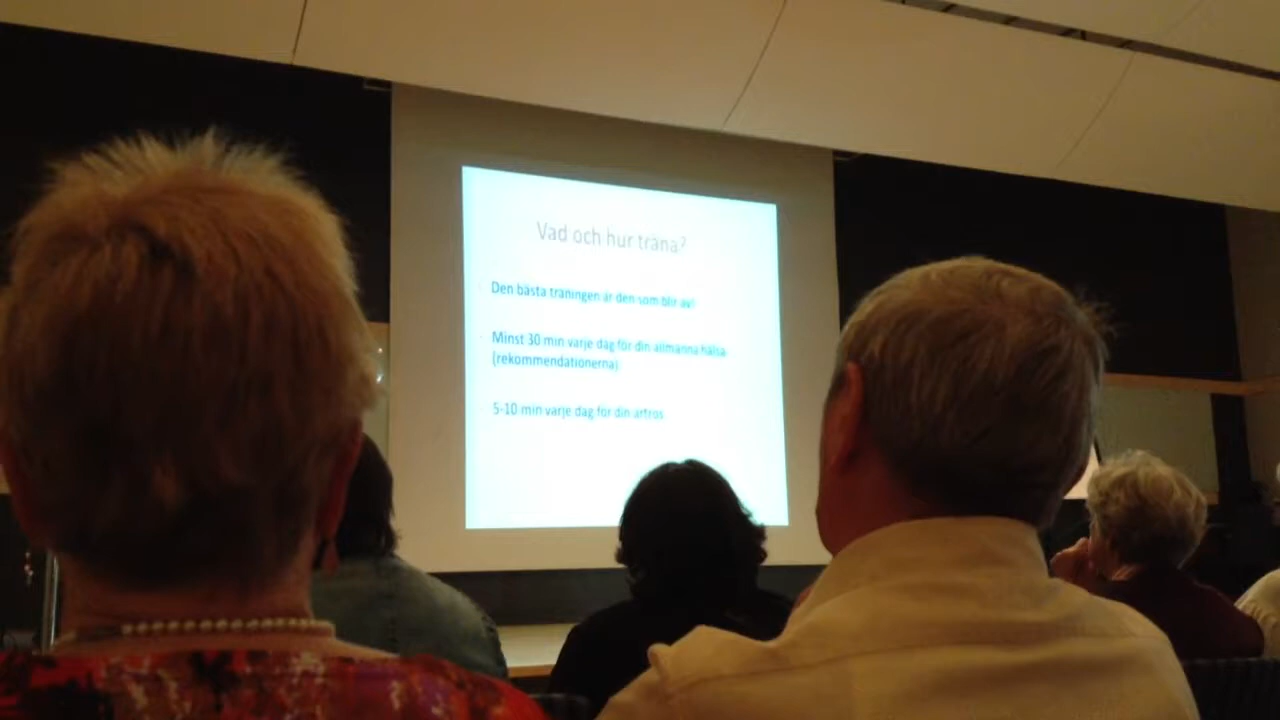 Vad och hur träna?
Den bästa träningen är den som blir av!
Minst 30 min varje dag för din allmänna hälsa
(rekommendationerna)
5-10 min varje dag för din artros